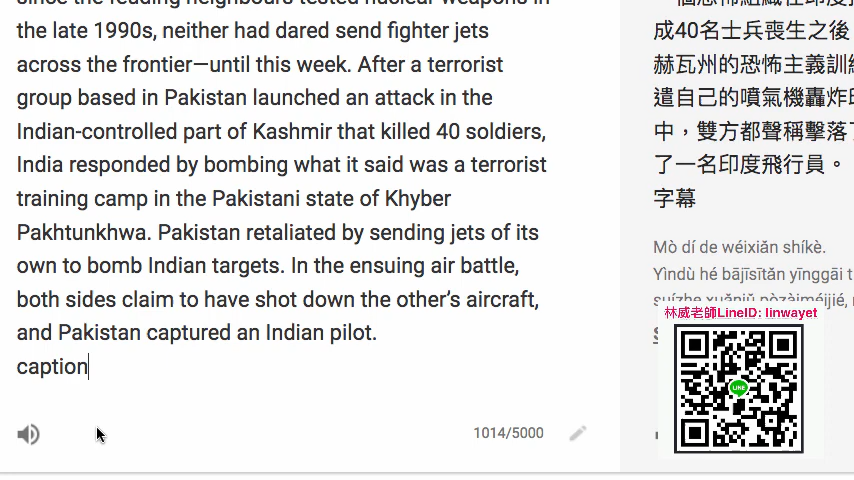 the late 1990s, neither had dared send fighter jets
across the frontier—until this week. After a terrorist
group based in Pakistan launched an attack in the
Indian-controlled part of Kashmir that killed 40 soldiers,
India responded by bombing what it said was a terrorist
training camp in the Pakistani state of Khyber
Pakhtunkhwa. Pakistan retaliated by sending jets of its
own to bomb Indian targets. In the ensuing air battle,
both sides claim to have shot down the other's aircraft,
and Pakistan captured an Indian pilot.
caption
1014/5000
成40名士兵喪生之後
赫瓦州的恐怖主義訓
遣自己的噴氣機轟炸
中，雙方都聲稱擊落
了一名印度飛行員。
字幕
Mò dí de wéixiǎn shíkè.
Yìndù hé bājīsītǎn yīnggāi t
林威老師LineID: linwayet
LINE